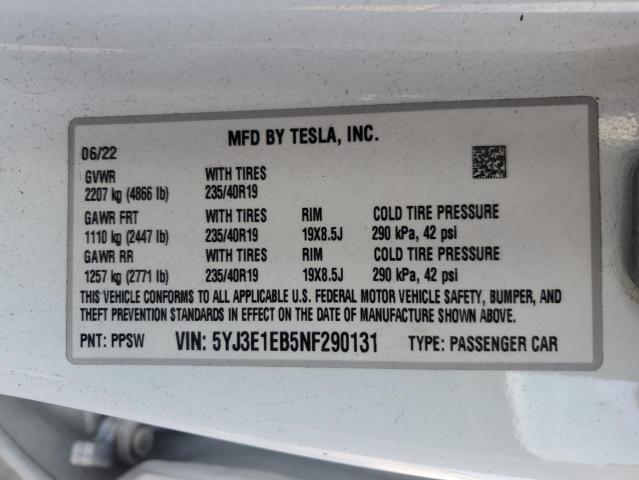 MFD BY TESLA, INC.
06/22
GVWR WITH TIRES
2207 kg (4866 lb) 235/40R19
GAWR FRT WITH TIRES RIM COLD TIRE PRESSURE
1110 kg (2447 lb) 235/40R19 19X8.5J 290 kPa, 42 psi
GAWR RR WITH TIRES RIM COLD TIRE PRESSURE
1257 kg (2771 lb) 235/40R19 19X8.5J 290 kPa, 42 psi
THIS VEHICLE CONFORMS TO ALL APPLICABLE U.S. FEDERAL MOTOR VEHICLE SAFETY, BUMPER, AND
THEFT PREVENTION STANDARDS IN EFFECT ON THE DATE OF MANUFACTURE SHOWN ABOVE.
PNT: PPSW VIN: 5YJ3E1EB5NF290131 TYPE: PASSENGER CAR